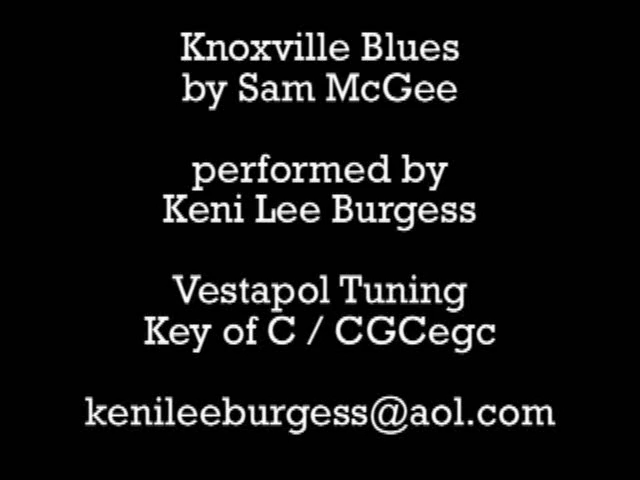 Knoxville Blues
by Sam McGee
performed by
Keni Lee Burgess
Vestapol Tuning
Key of C / CGCegc
kenileeburgess@aol.com